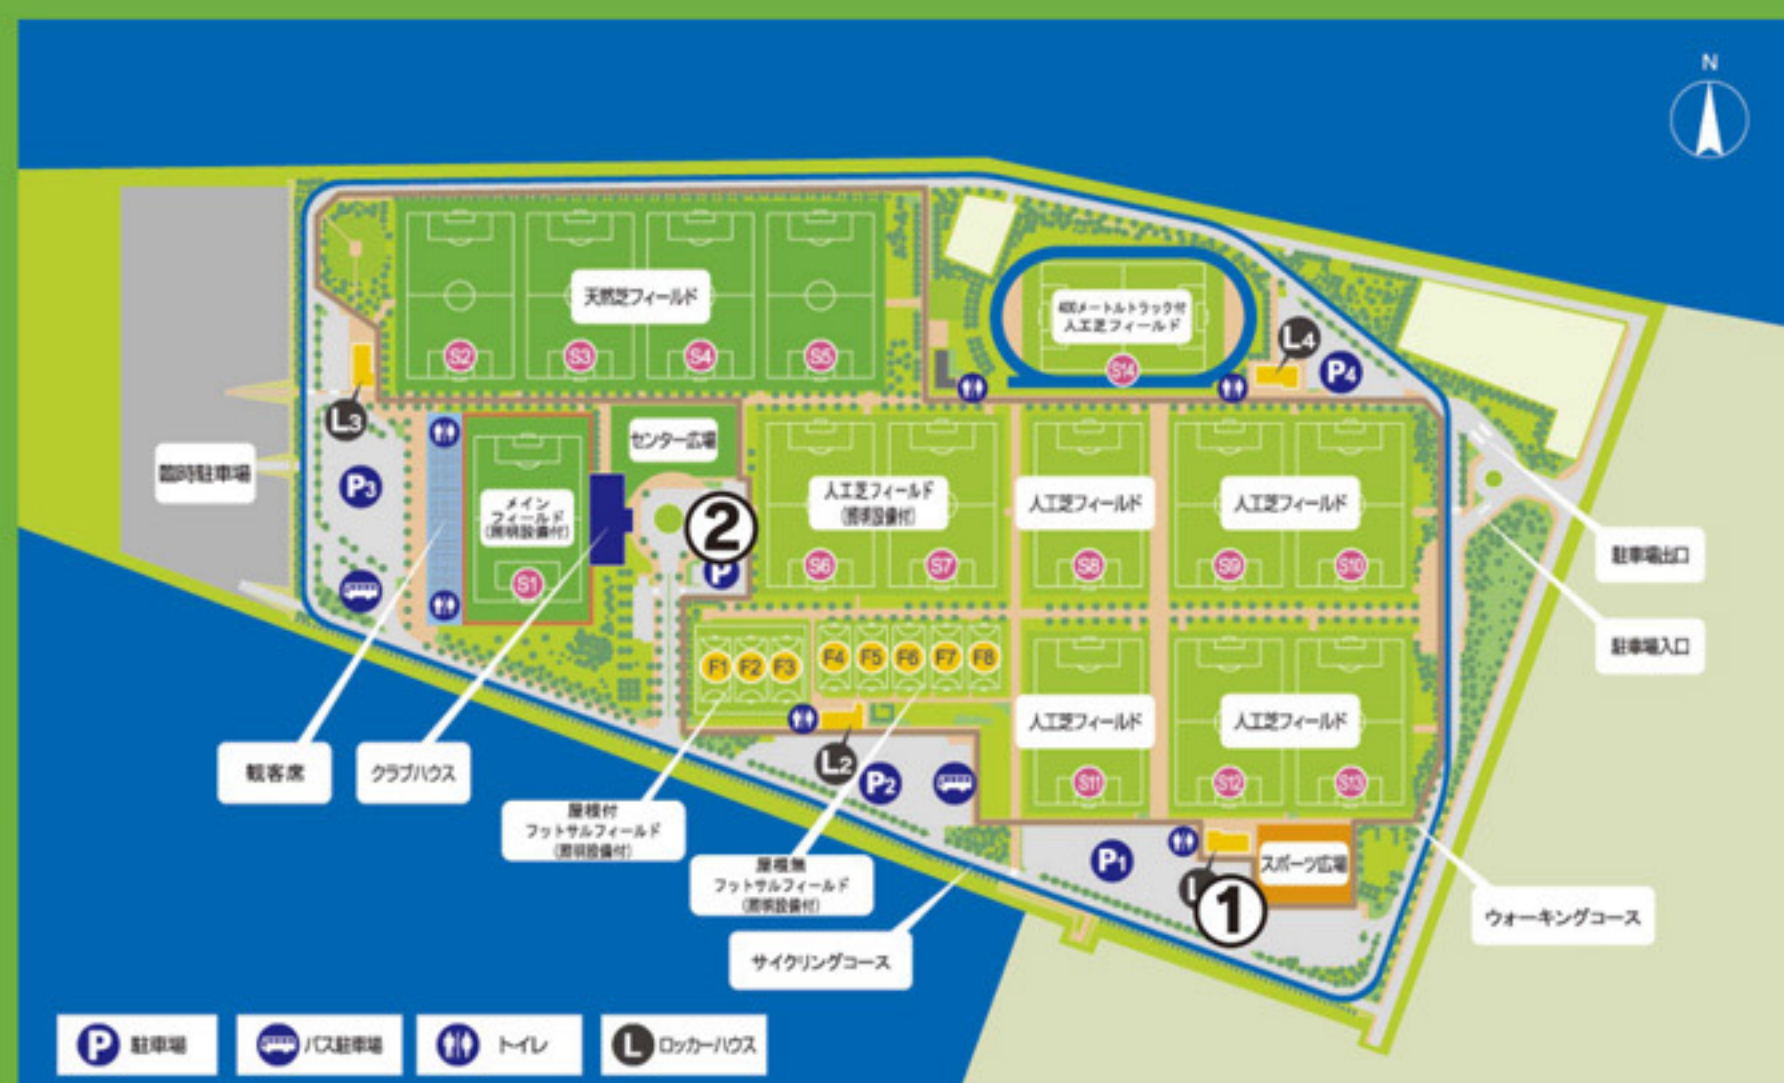 N
天然芝フィールド
S2
S3
S4
S5
400メートルトラック付
人工芝フィールド
S14
L4
P4
L3
センター広場
臨時駐車場
P3
メイン
フィールド
(照明設備付)
S1
②
P
人工芝フィールド
(照明設備付)
S6
S7
人工芝フィールド
S8
人工芝フィールド
S9
S10
駐車場出口
駐車場入口
F1
F2
F3
F4
F5
F6
F7
F8
人工芝フィールド
S11
人工芝フィールド
S12
S13
L2
P2
観客席
クラブハウス
屋根付
フットサルフィールド
(照明設備付)
屋根無
フットサルフィールド
(照明設備付)
P1
L
①
スポーツ広場
ウォーキングコース
サイクリングコース
P 駐車場
バス駐車場
トイレ
L ロッカーハウス